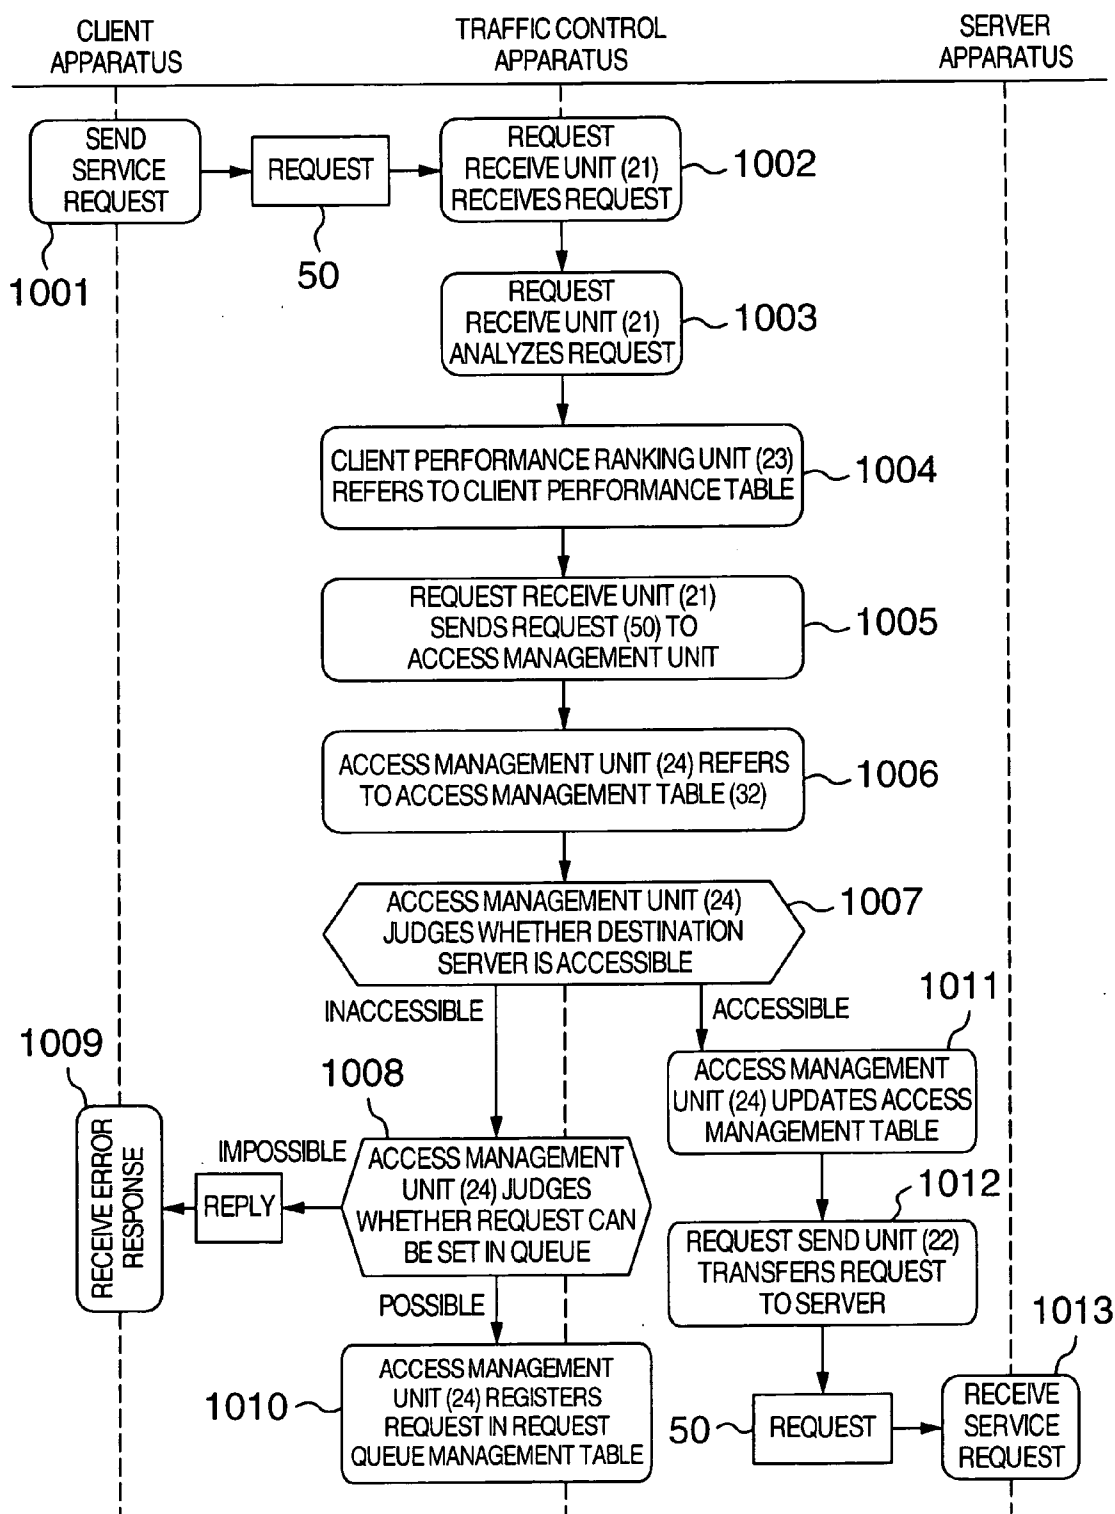 CLIENT
APPARATUS
TRAFFIC CONTROL
APPARATUS
SERVER
APPARATUS
SEND
SERVICE
REQUEST
1001
REQUEST
50
REQUEST
RECEIVE UNIT (21)
RECEIVES REQUEST
1002
REQUEST
RECEIVE UNIT (21)
ANALYZES REQUEST
1003
CLIENT PERFORMANCE RANKING UNIT (23)
REFERS TO CLIENT PERFORMANCE TABLE
1004
REQUEST RECEIVE UNIT (21)
SENDS REQUEST (50) TO
ACCESS MANAGEMENT UNIT
1005
ACCESS MANAGEMENT UNIT (24) REFERS
TO ACCESS MANAGEMENT TABLE (32)
1006
ACCESS MANAGEMENT UNIT (24)
JUDGES WHETHER DESTINATION
SERVER IS ACCESSIBLE
1007
INACCESSIBLE
ACCESSIBLE
1011
ACCESS MANAGEMENT
UNIT (24) UPDATES ACCESS
MANAGEMENT TABLE
1009
RECEIVE ERROR
RESPONSE
1008
IMPOSSIBLE
REPLY
ACCESS MANAGEMENT
UNIT (24) JUDGES
WHETHER REQUEST CAN
BE SET IN QUEUE
1012
REQUEST SEND UNIT (22)
TRANSFERS REQUEST
TO SERVER
POSSIBLE
1010
ACCESS MANAGEMENT
UNIT (24) REGISTERS
REQUEST IN REQUEST
QUEUE MANAGEMENT TABLE
50
REQUEST
1013
RECEIVE
SERVICE
REQUEST